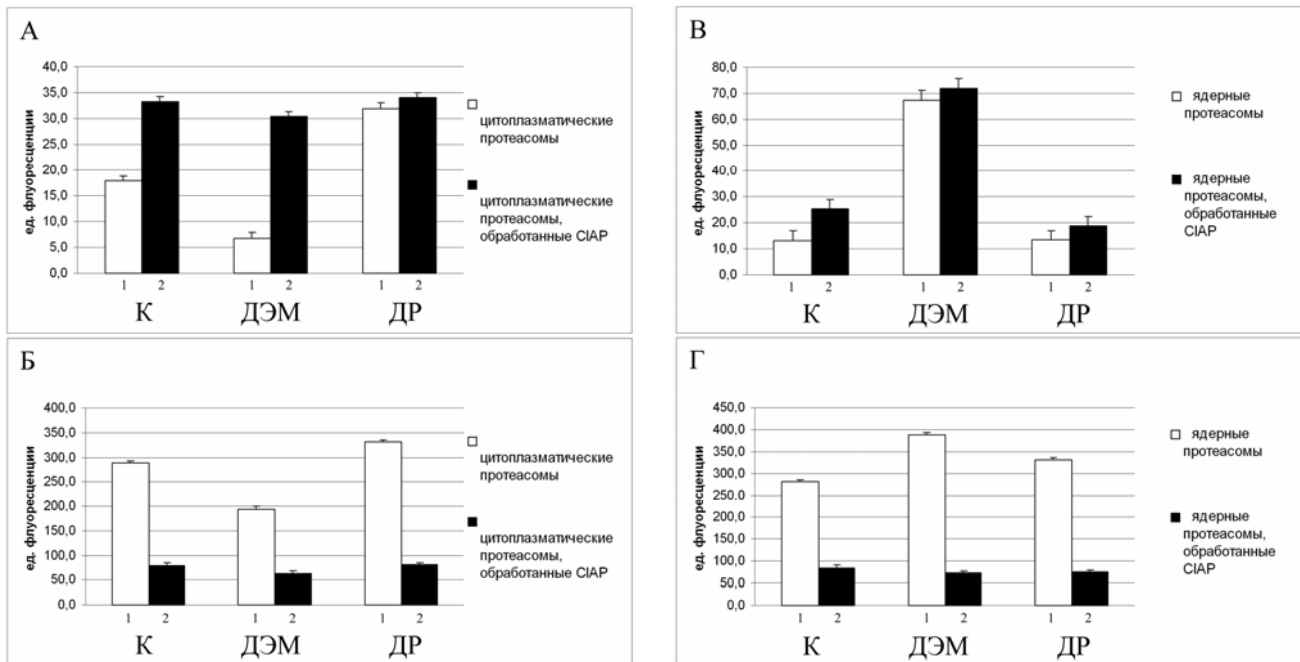 А
ед. флуоресценции
40,0
35,0
30,0
25,0
20,0
15,0
10,0
5,0
0,0
1 2 1 2 1 2
К ДЭМ ДР
цитоплазматические
протеасомы
цитоплазматические
протеасомы,
обработанные CIAP
В
ед. флуоресценции
80,0
70,0
60,0
50,0
40,0
30,0
20,0
10,0
0,0
1 2 1 2 1 2
К ДЭМ ДР
ядерные
протеасомы
ядерные
протеасомы,
обработанные
CIAP
Б
ед. флуоресценции
400,0
350,0
300,0
250,0
200,0
150,0
100,0
50,0
0,0
1 2 1 2 1 2
К ДЭМ ДР
цитоплазматические
протеасомы
цитоплазматические
протеасомы,
обработанные CIAP
Г
ед. флуоресценции
450,0
400,0
350,0
300,0
250,0
200,0
150,0
100,0
50,0
0,0
1 2 1 2 1 2
К ДЭМ ДР
ядерные
протеасомы
ядерные
протеасомы,
обработанные
CIAP